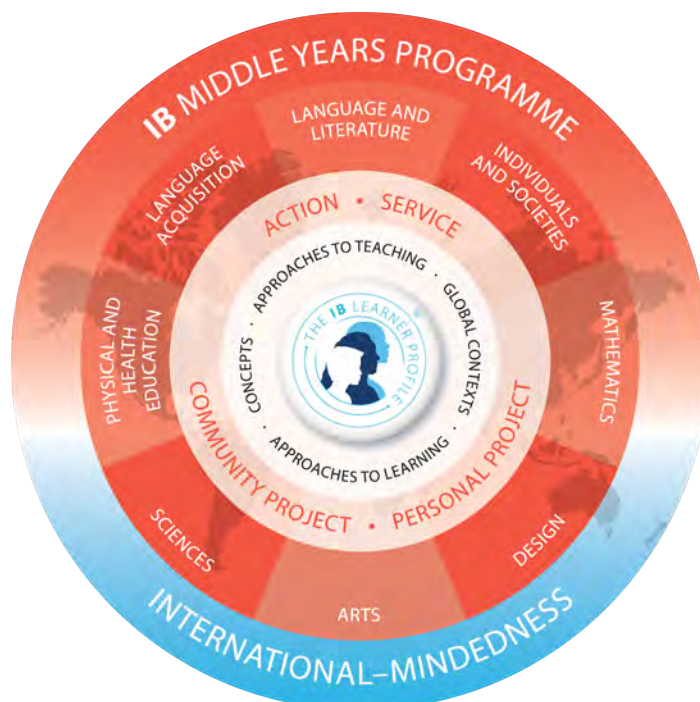 IB MIDDLE YEARS PROGRAMME
LANGUAGE AND
LITERATURE
INDIVIDUALS
AND SOCIETIES
MATHEMATICS
DESIGN
ARTS
SCIENCES
PHYSICAL AND
HEALTH
EDUCATION
LANGUAGE
ACQUISITION
ACTION • SERVICE
PERSONAL PROJECT
•
COMMUNITY PROJECT
APPROACHES TO TEACHING
·
GLOBAL CONTEXTS
·
APPROACHES TO LEARNING
·
CONCEPTS
·
THE IB LEARNER PROFILE
®
INTERNATIONAL–MINDEDNESS